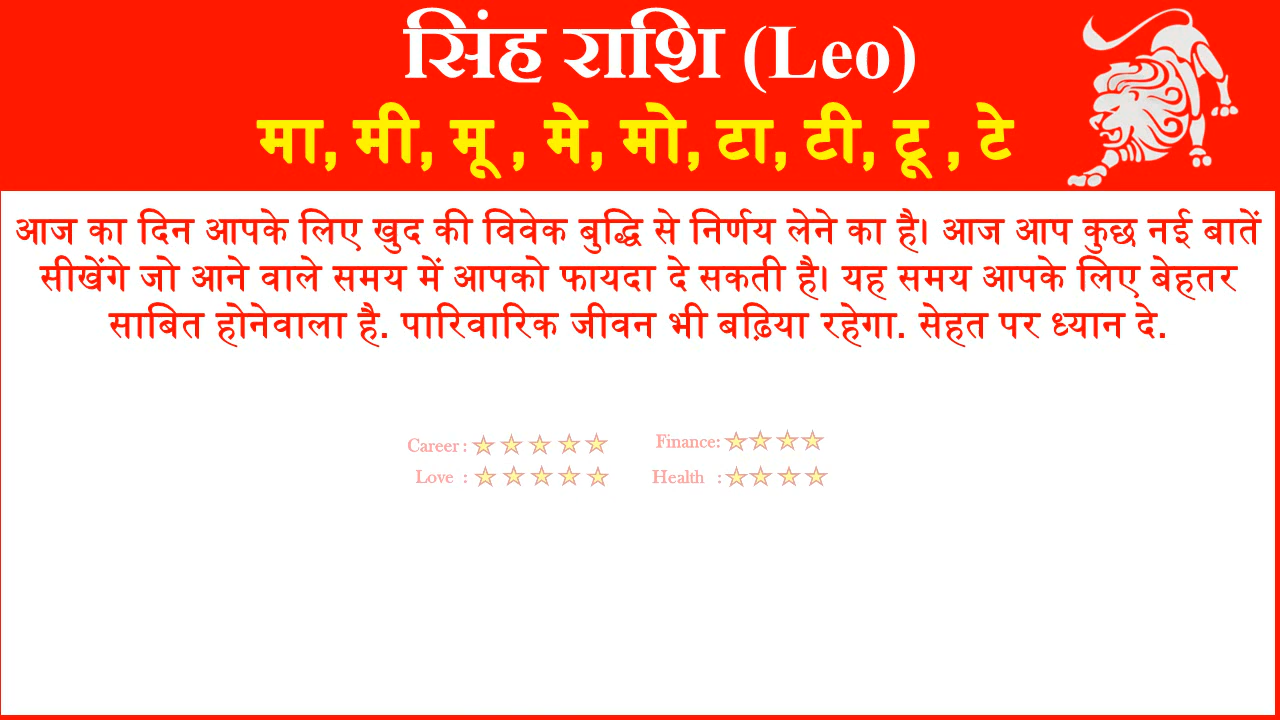 सिंह राशि (Leo)
मा, मी, मू , मे, मो, टा, टी, टू , टे
आज का दिन आपके लिए खुद की विवेक बुद्धि से निर्णय लेने का है। आज आप कुछ नई बातें
सीखेंगे जो आने वाले समय में आपको फायदा दे सकती है। यह समय आपके लिए बेहतर
साबित होनेवाला है. पारिवारिक जीवन भी बढ़िया रहेगा. सेहत पर ध्यान दे.
Career : Finance:
Love : Health :